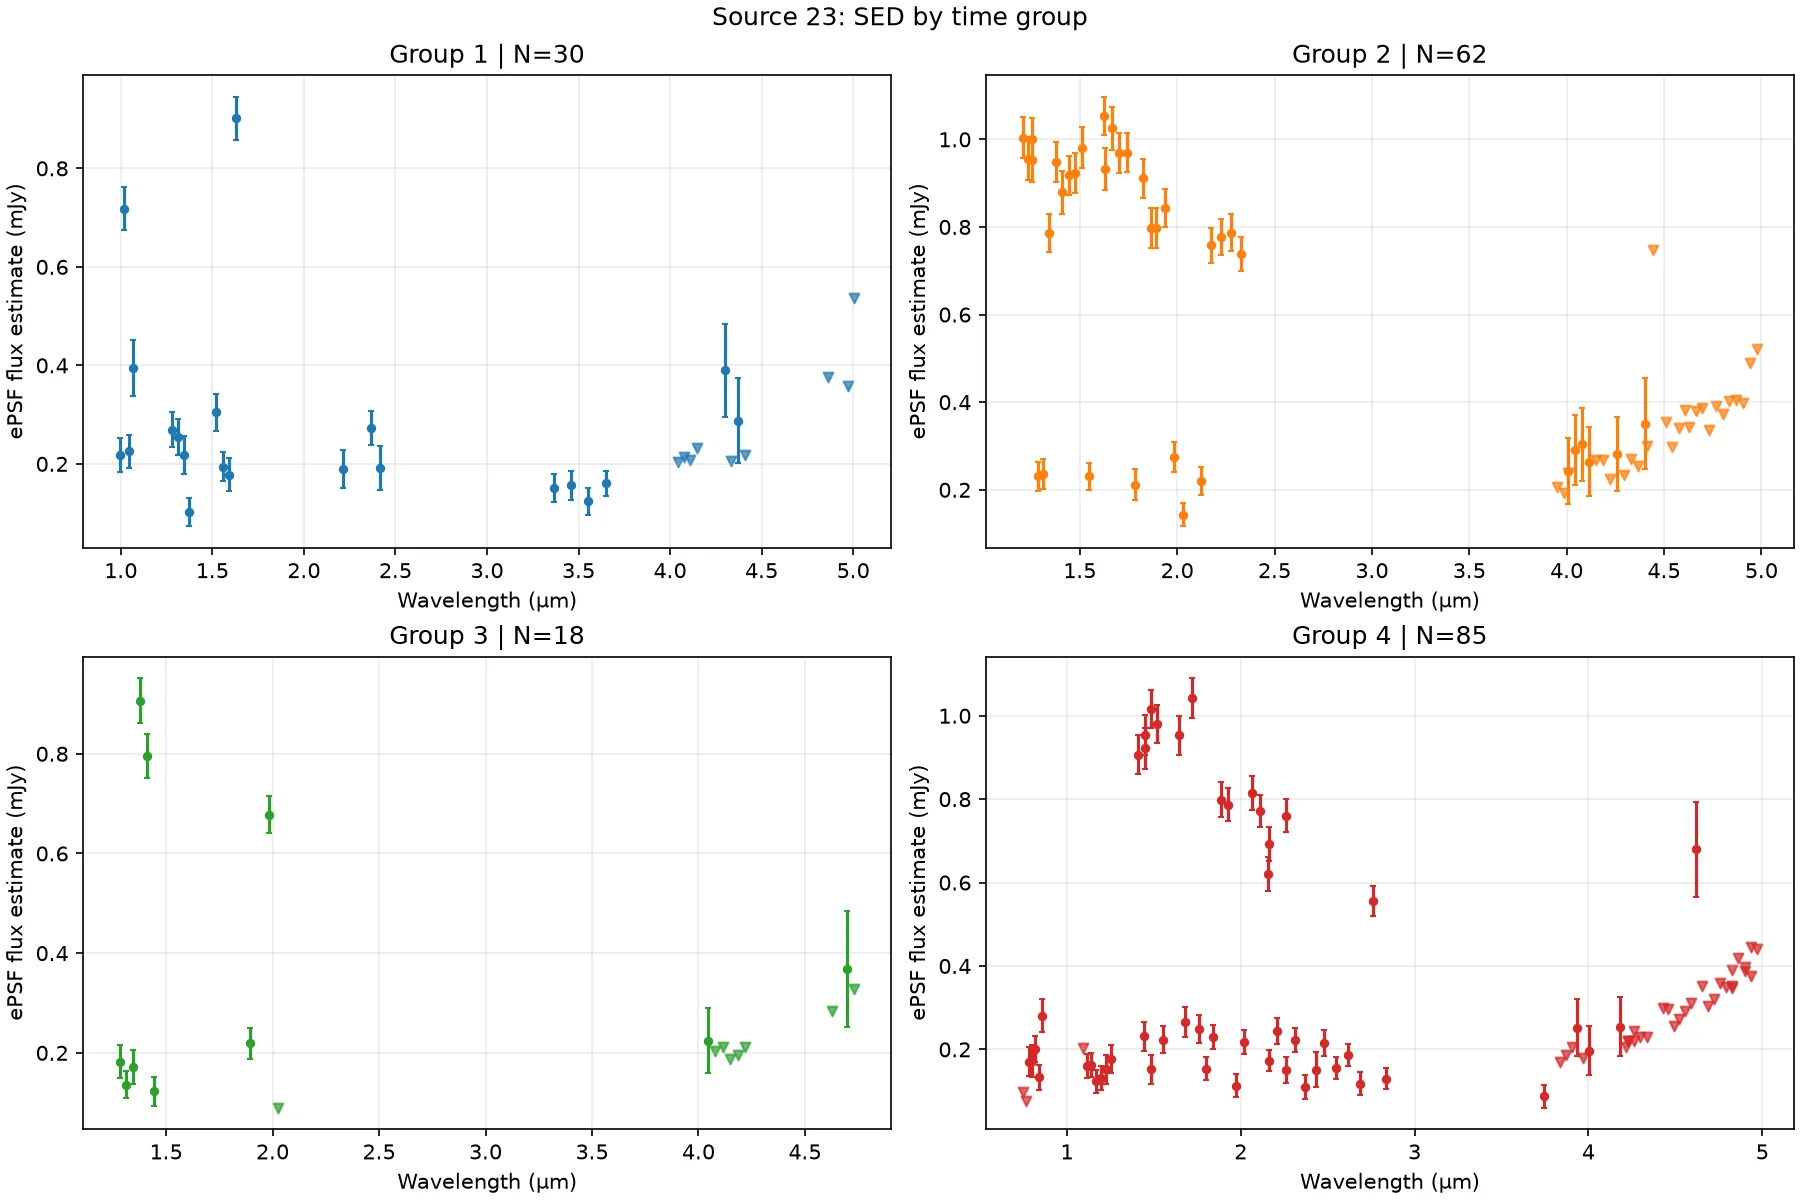 Source 23: SED by time group
Group 1 | N=30
ePSF flux estimate (mJy)
0.8
0.6
0.4
0.2
1.0 1.5 2.0 2.5 3.0 3.5 4.0 4.5 5.0
Wavelength (μm)
Group 2 | N=62
ePSF flux estimate (mJy)
1.0
0.8
0.6
0.4
0.2
1.5 2.0 2.5 3.0 3.5 4.0 4.5 5.0
Wavelength (μm)
Group 3 | N=18
ePSF flux estimate (mJy)
0.8
0.6
0.4
0.2
1.5 2.0 2.5 3.0 3.5 4.0 4.5
Wavelength (μm)
Group 4 | N=85
ePSF flux estimate (mJy)
1.0
0.8
0.6
0.4
0.2
1 2 3 4 5
Wavelength (μm)